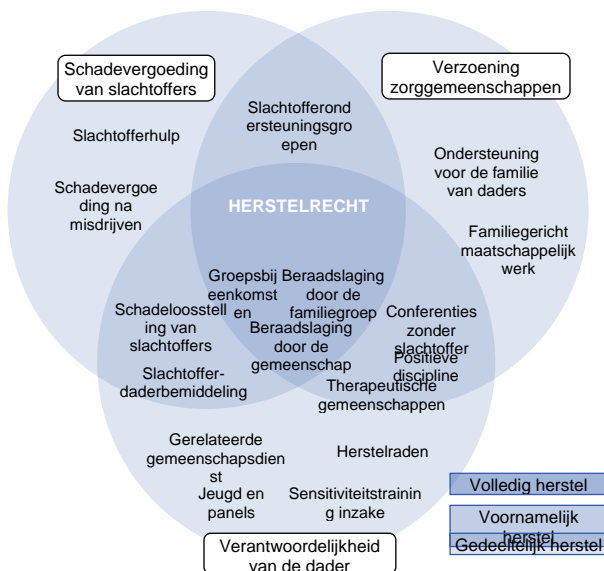 Schadevergoeding
van slachtoffers
Verzoening
zorggemeenschappen
Slachtofferond
ersteuningsgro
epen
Slachtofferhulp
Ondersteuning
voor de familie
van daders
Schadevergoe
ding na
misdrijven
HERSTELRECHT
Familiegericht
maatschappelijk
werk
Groepsbij
eenkomst
en
Beraadslaging
door de
familiegroep
Schadeloosstell
ing van
slachtoffers
Beraadslaging
door de
gemeenschap
Conferenties
zonder
slachtoffer
Positieve
discipline
Slachtoffer-
daderbemiddeling
Therapeutische
gemeenschappen
Gerelateerde
gemeenschapsdien
st
Herstelraden
Jeugd en
panels
Sensitiviteitstrainin
g inzake
Volledig herstel
Voornamelijk
herstel
Gedeeltelijk herstel
Verantwoordelijkheid
van de dader